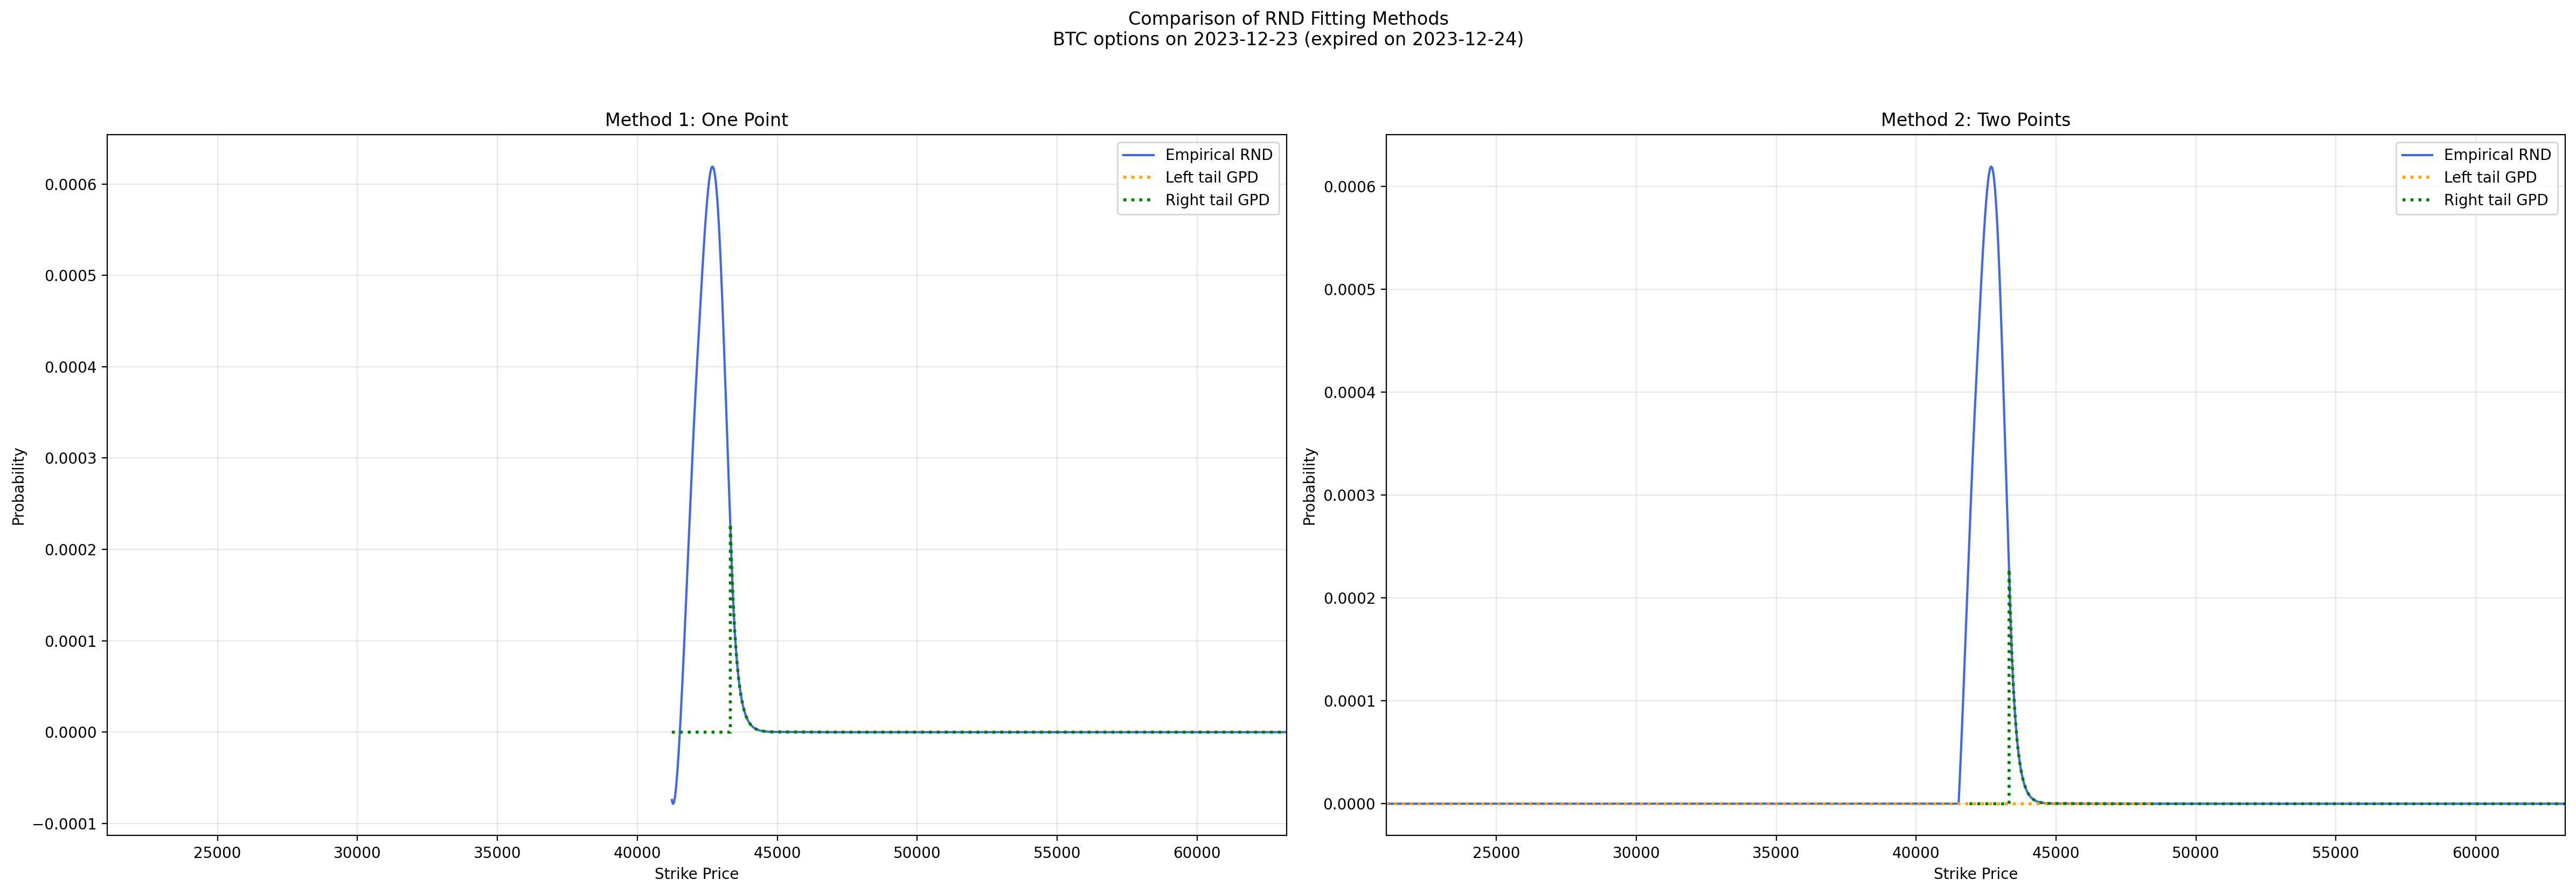 Comparison of RND Fitting Methods
BTC options on 2023-12-23 (expired on 2023-12-24)
Method 1: One Point
Empirical RND
Left tail GPD
Right tail GPD
Probability
0.0006
0.0005
0.0004
0.0003
0.0002
0.0001
0.0000
−0.0001
25000
30000
35000
40000
45000
50000
55000
60000
Strike Price
Method 2: Two Points
Empirical RND
Left tail GPD
Right tail GPD
Probability
0.0006
0.0005
0.0004
0.0003
0.0002
0.0001
0.0000
25000
30000
35000
40000
45000
50000
55000
60000
Strike Price